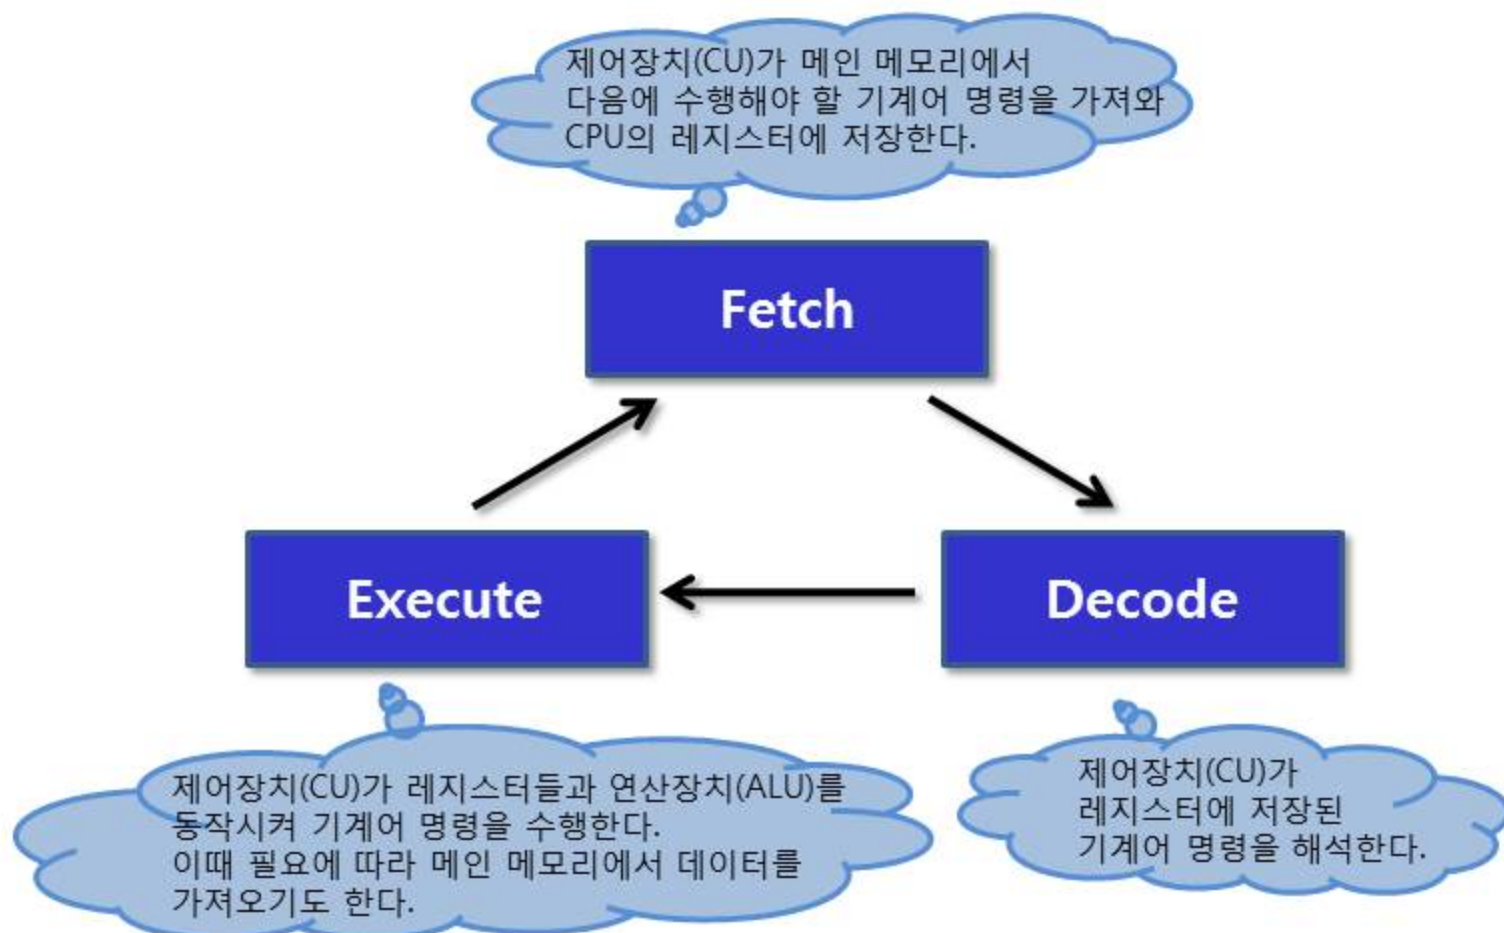 제어장치(CU)가 메인 메모리에서
다음에 수행해야 할 기계어 명령을 가져와
CPU의 레지스터에 저장한다.
Fetch
Execute
Decode
제어장치(CU)가 레지스터들과 연산장치(ALU)를
동작시켜 기계어 명령을 수행한다.
이때 필요에 따라 메인 메모리에서 데이터를
가져오기도 한다.
제어장치(CU)가
레지스터에 저장된
기계어 명령을 해석한다.